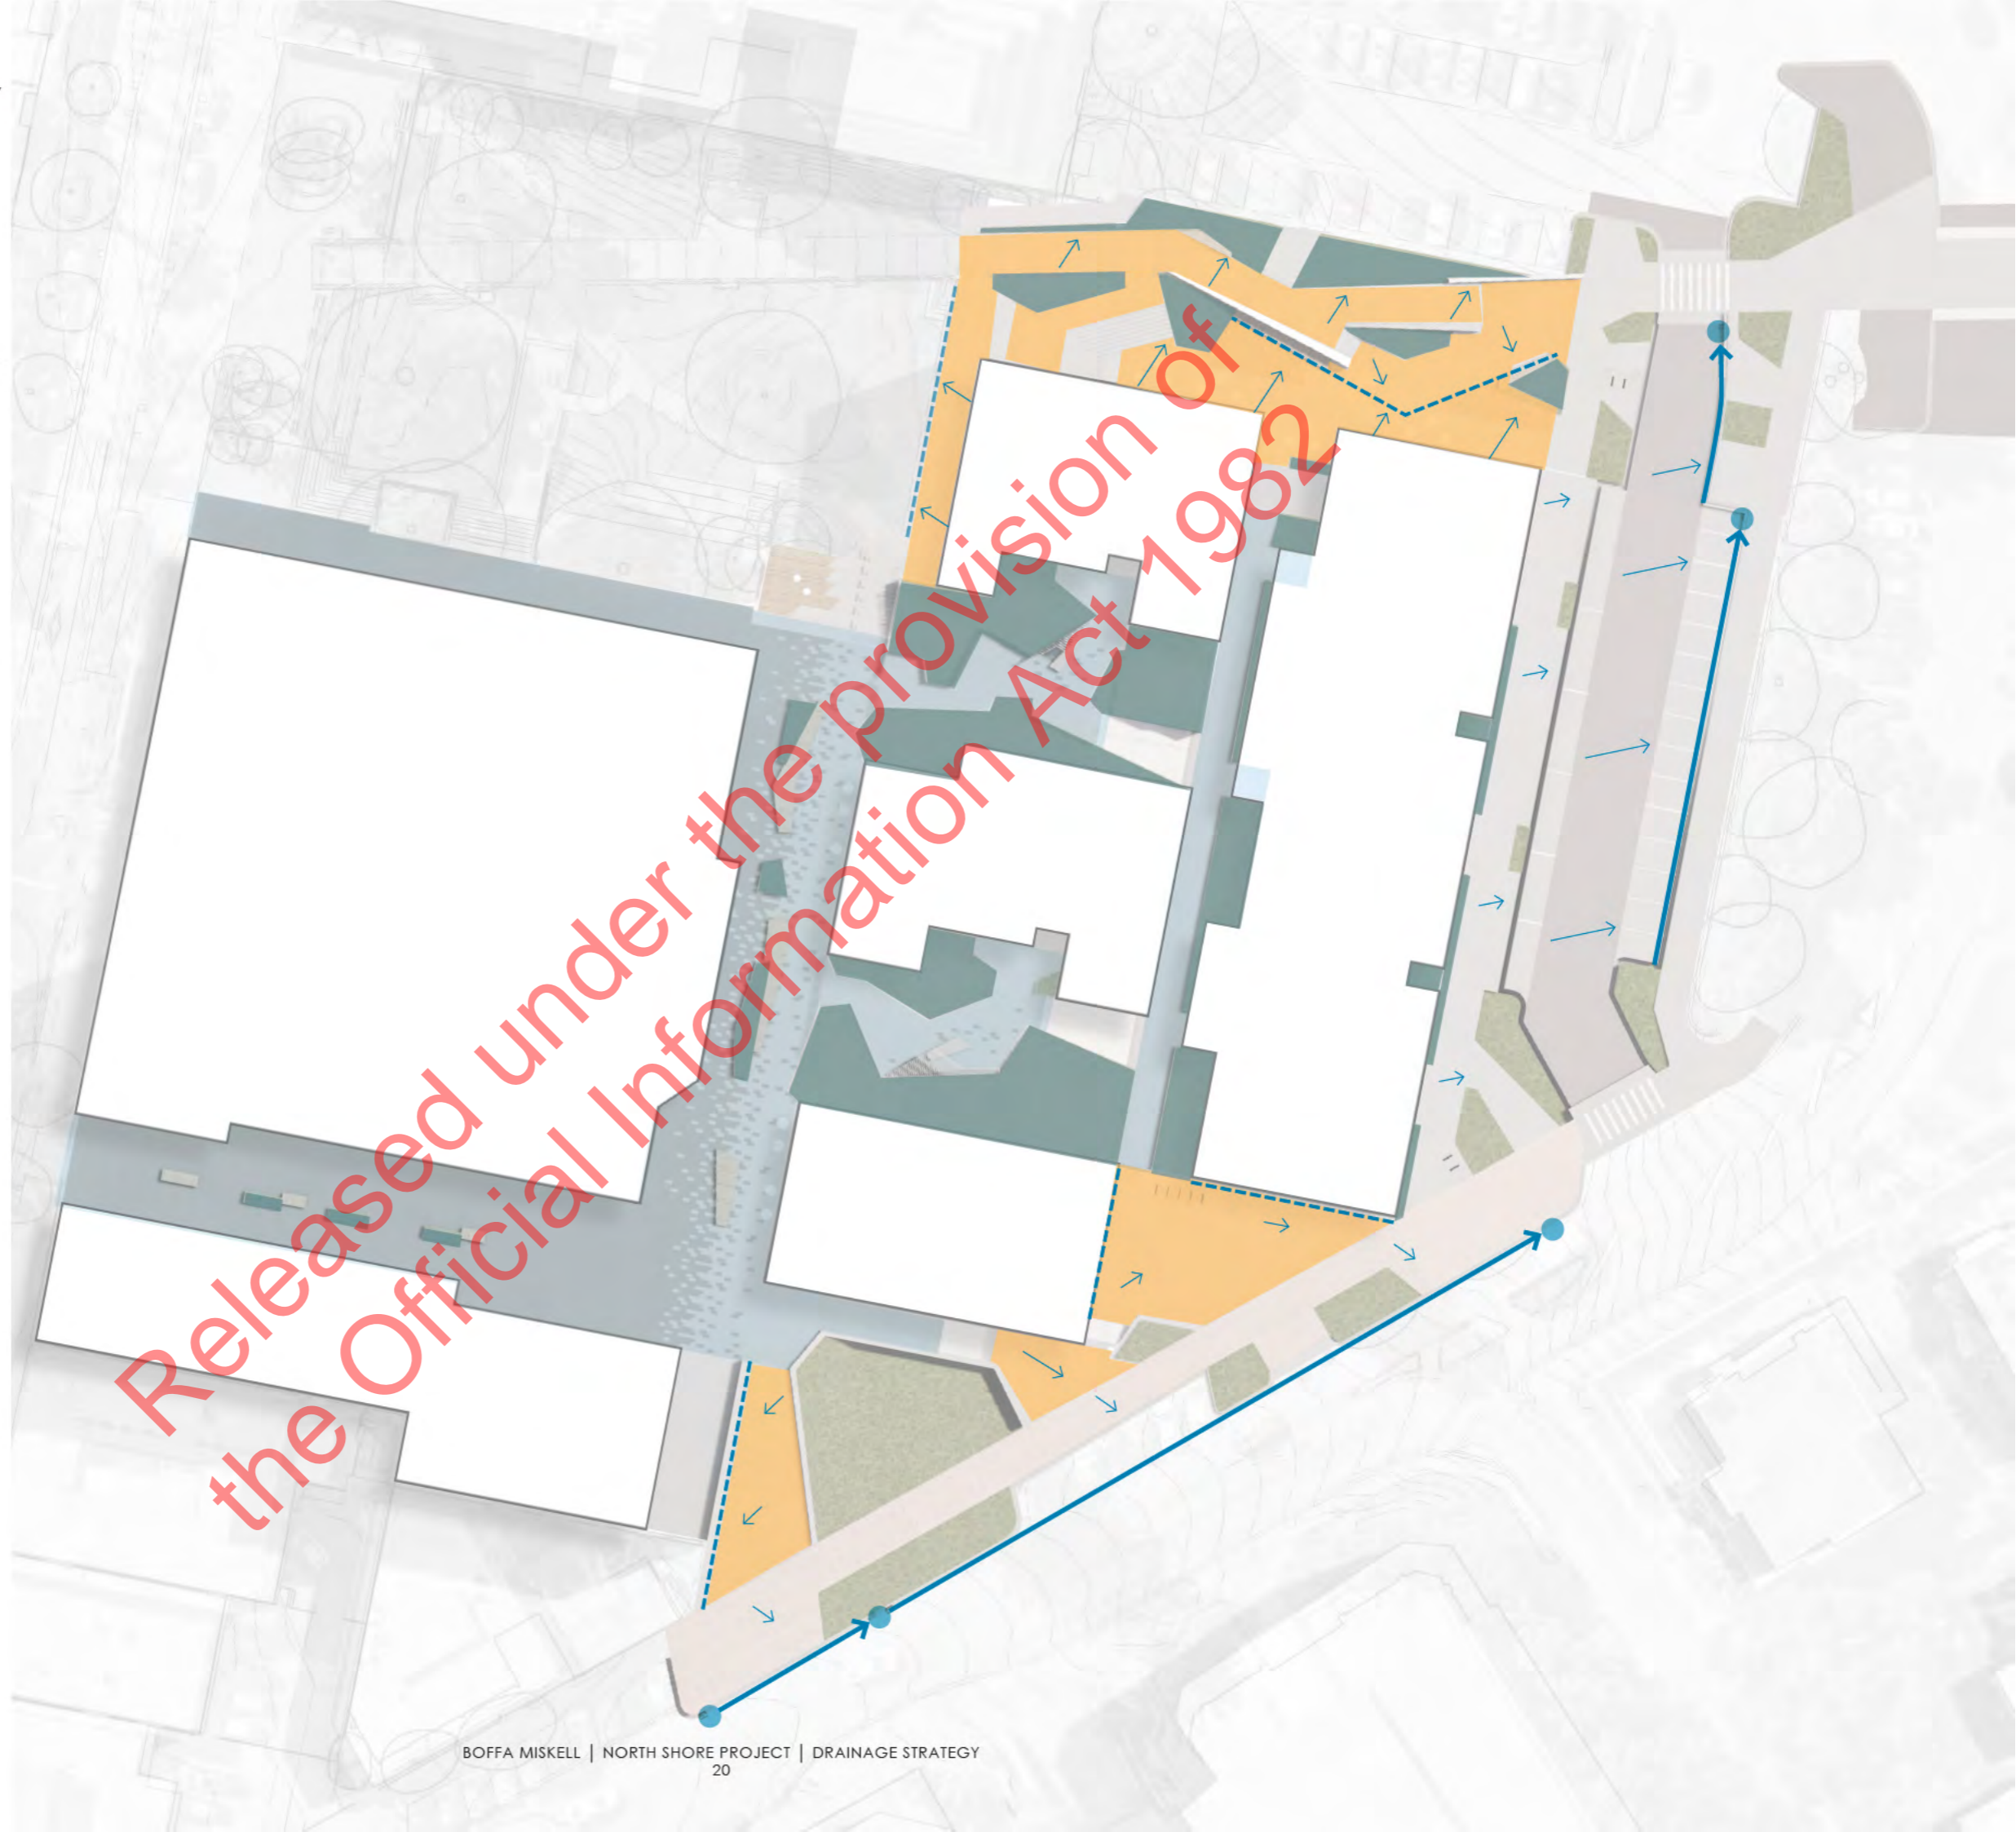 Released under the provision of
the Official Information Act 1982
BOFFA MISKELL | NORTH SHORE PROJECT | DRAINAGE STRATEGY
20